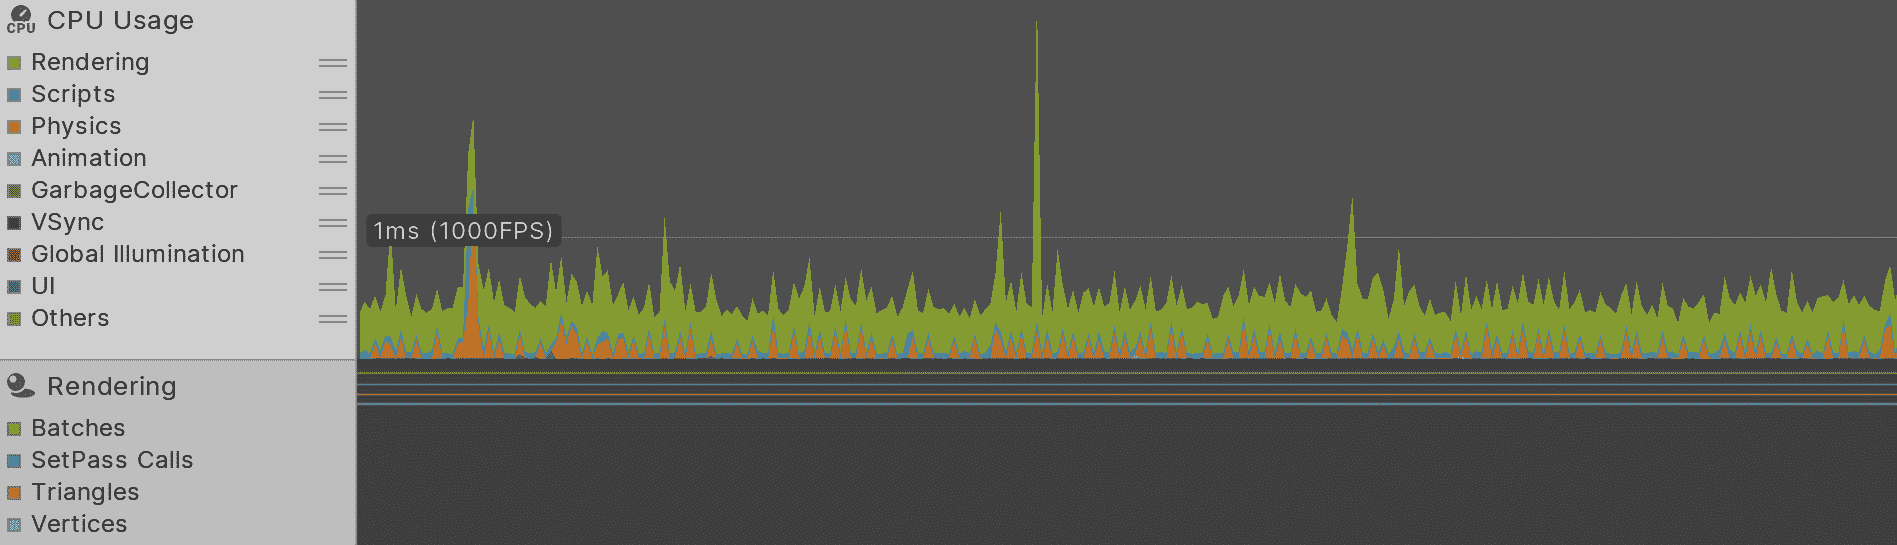 CPU
CPU Usage
Rendering
Scripts
Physics
Animation
GarbageCollector
VSync
Global Illumination
UI
Others
1ms (1000FPS)
Rendering
Batches
SetPass Calls
Triangles
Vertices